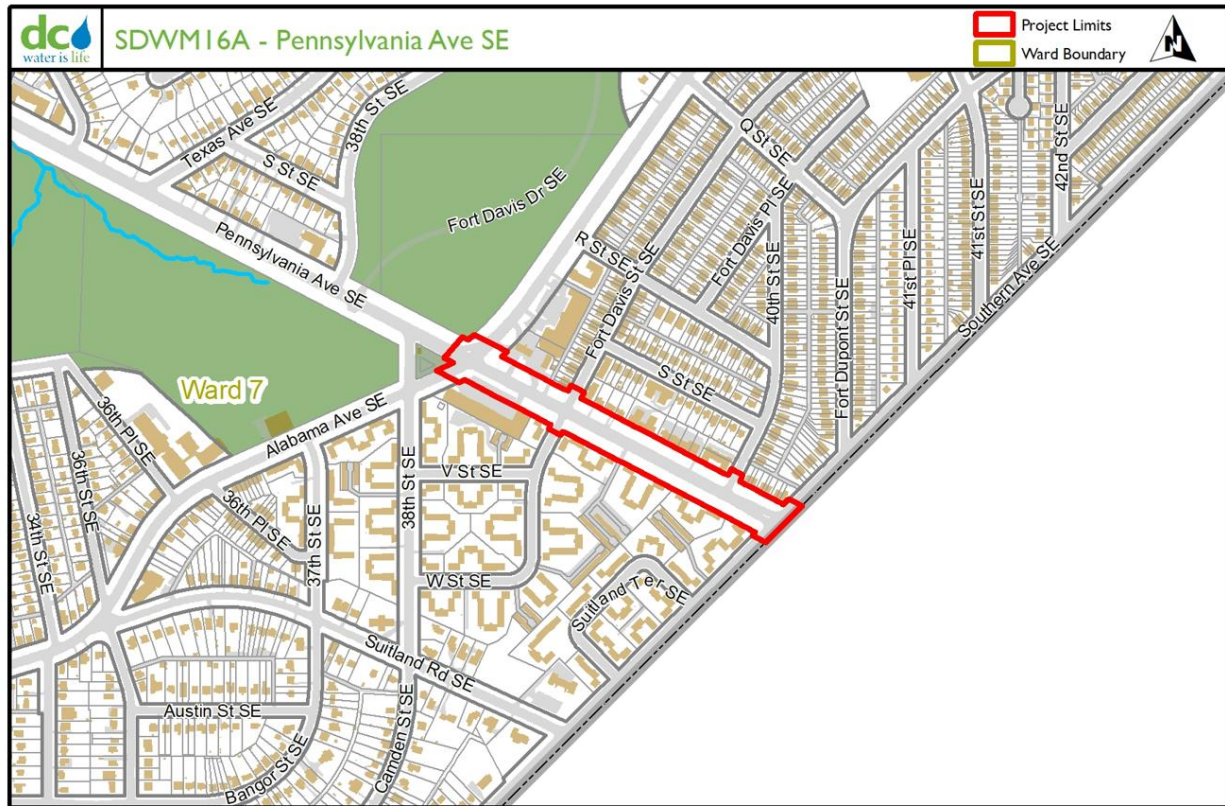 dc
water is life
SDWM16A - Pennsylvania Ave SE
Project Limits
Ward Boundary
N
Texas Ave SE
38th St SE
S St SE
Fort Davis Dr SE
Pennsylvania Ave SE
Q St SE
42nd St SE
41st St SE
Fort Davis Pl SE
R St SE
Fort Davis St SE
40th St SE
41st Pl SE
Southern Ave SE
Fort Dupont St SE
S St SE
Ward 7
36th Pl SE
Alabama Ave SE
36th St SE
34th St SE
36th Pl SE
37th St SE
38th St SE
V St SE
W St SE
Suitland Ter SE
Suitland Rd SE
Austin St SE
Bangor St SE
Camden St SE